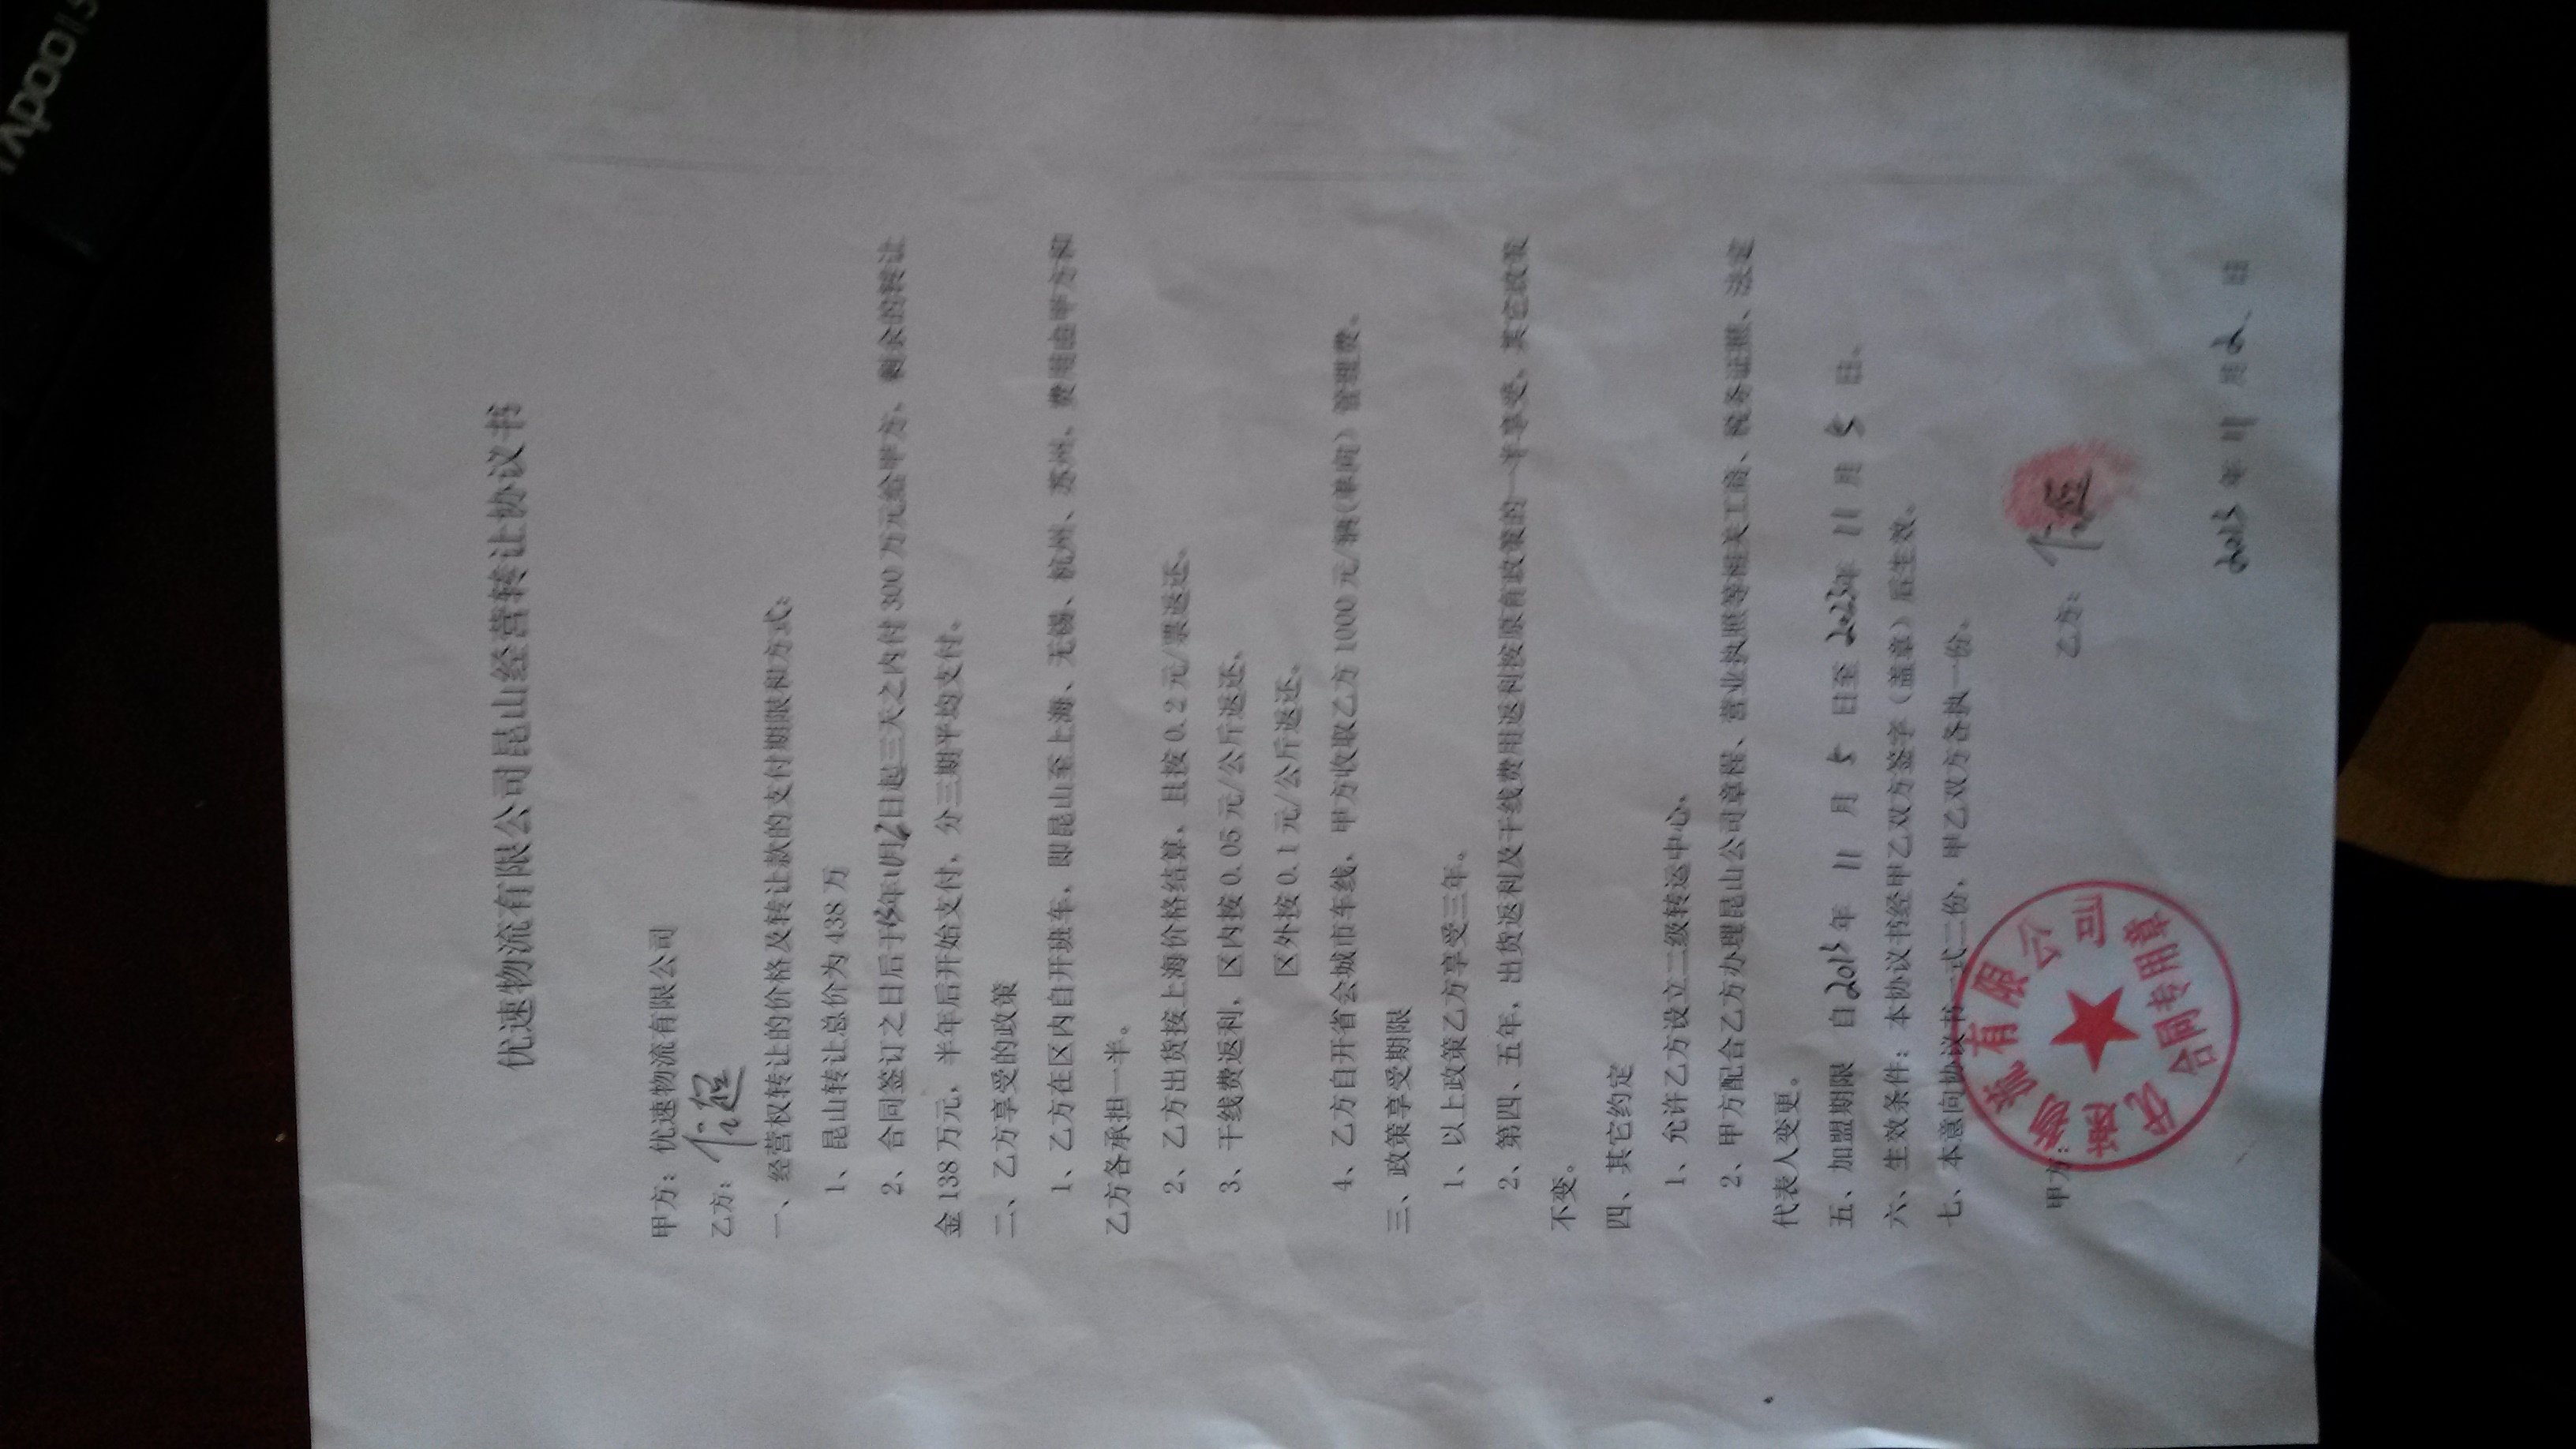 优速物流有限公司昆山经营转让协议书
甲方：优速物流有限公司
乙方：
一、经营权转让的价格及转让款的支付期限和方式：
1、昆山转让总价为 438 万
2、合同签订之日后于13年11月2日起三天之内付 300 万元给甲方，剩余的转让
金 138 万元，半年后开始支付，分三期平均支付。
二、乙方享受的政策
1、乙方在区内自开班车，即昆山至上海、无锡、杭州、苏州，费用由甲方和
乙方各承担一半。
2、乙方出货按上海价格结算，且按 0.2 元/票返还。
3、干线费返利，区内按 0.05 元/公斤返还。
区外按 0.1 元/公斤返还。
4、乙方自开省会城市车线，甲方收取乙方 1000 元/辆(单向）管理费。
三、政策享受期限
1、以上政策乙方享受三年。
2、第四、五年，出货返利及干线费用返利按原有政策的一半享受，其它政策
不变。
四、其它约定
1、允许乙方设立二级转运中心。
2、甲方配合乙方办理昆山公司章程、营业执照等相关工商、税务证照、法定
代表人变更。
五、加盟期限 自2013年 11 月 5 日至 2023年 11 月 5 日。
六、生效条件：本协议书经甲乙双方签字（盖章）后生效。
七、本意向协议书一式二份，甲乙双方各执一份。
甲方： 乙方：
优速物流有限公司
合同专用章
2013 年 11 月 2 日